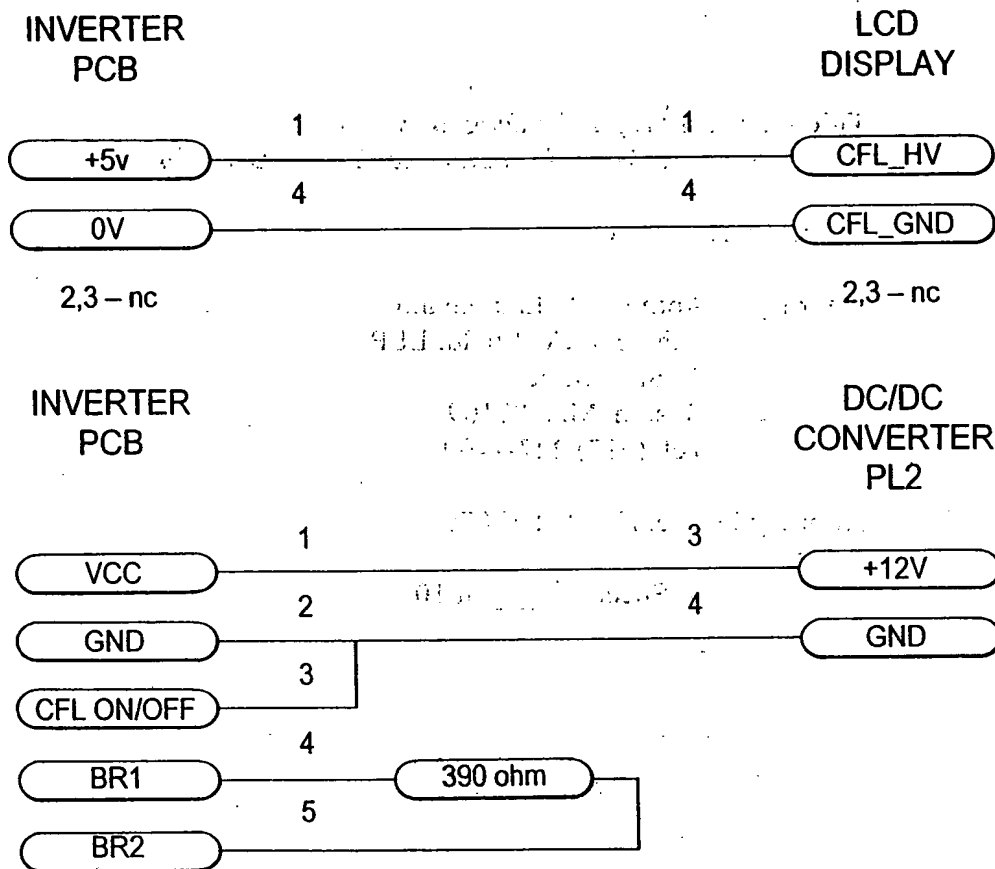 INVERTER
PCB
LCD
DISPLAY
1
1
+5v
CFL_HV
4
4
0V
CFL_GND
2,3 – nc
2,3 – nc
INVERTER
PCB
DC/DC
CONVERTER
PL2
1
3
VCC
+12V
2
4
GND
GND
3
CFL ON/OFF
4
BR1
390 ohm
5
BR2